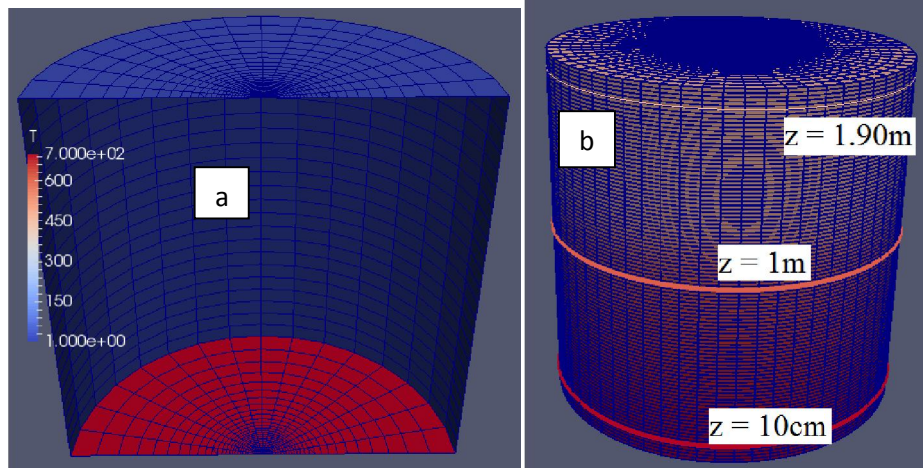 a
T
7.000e+02
600
450
300
150
1.000e+00
b
z = 1.90m
z = 1m
z = 10cm